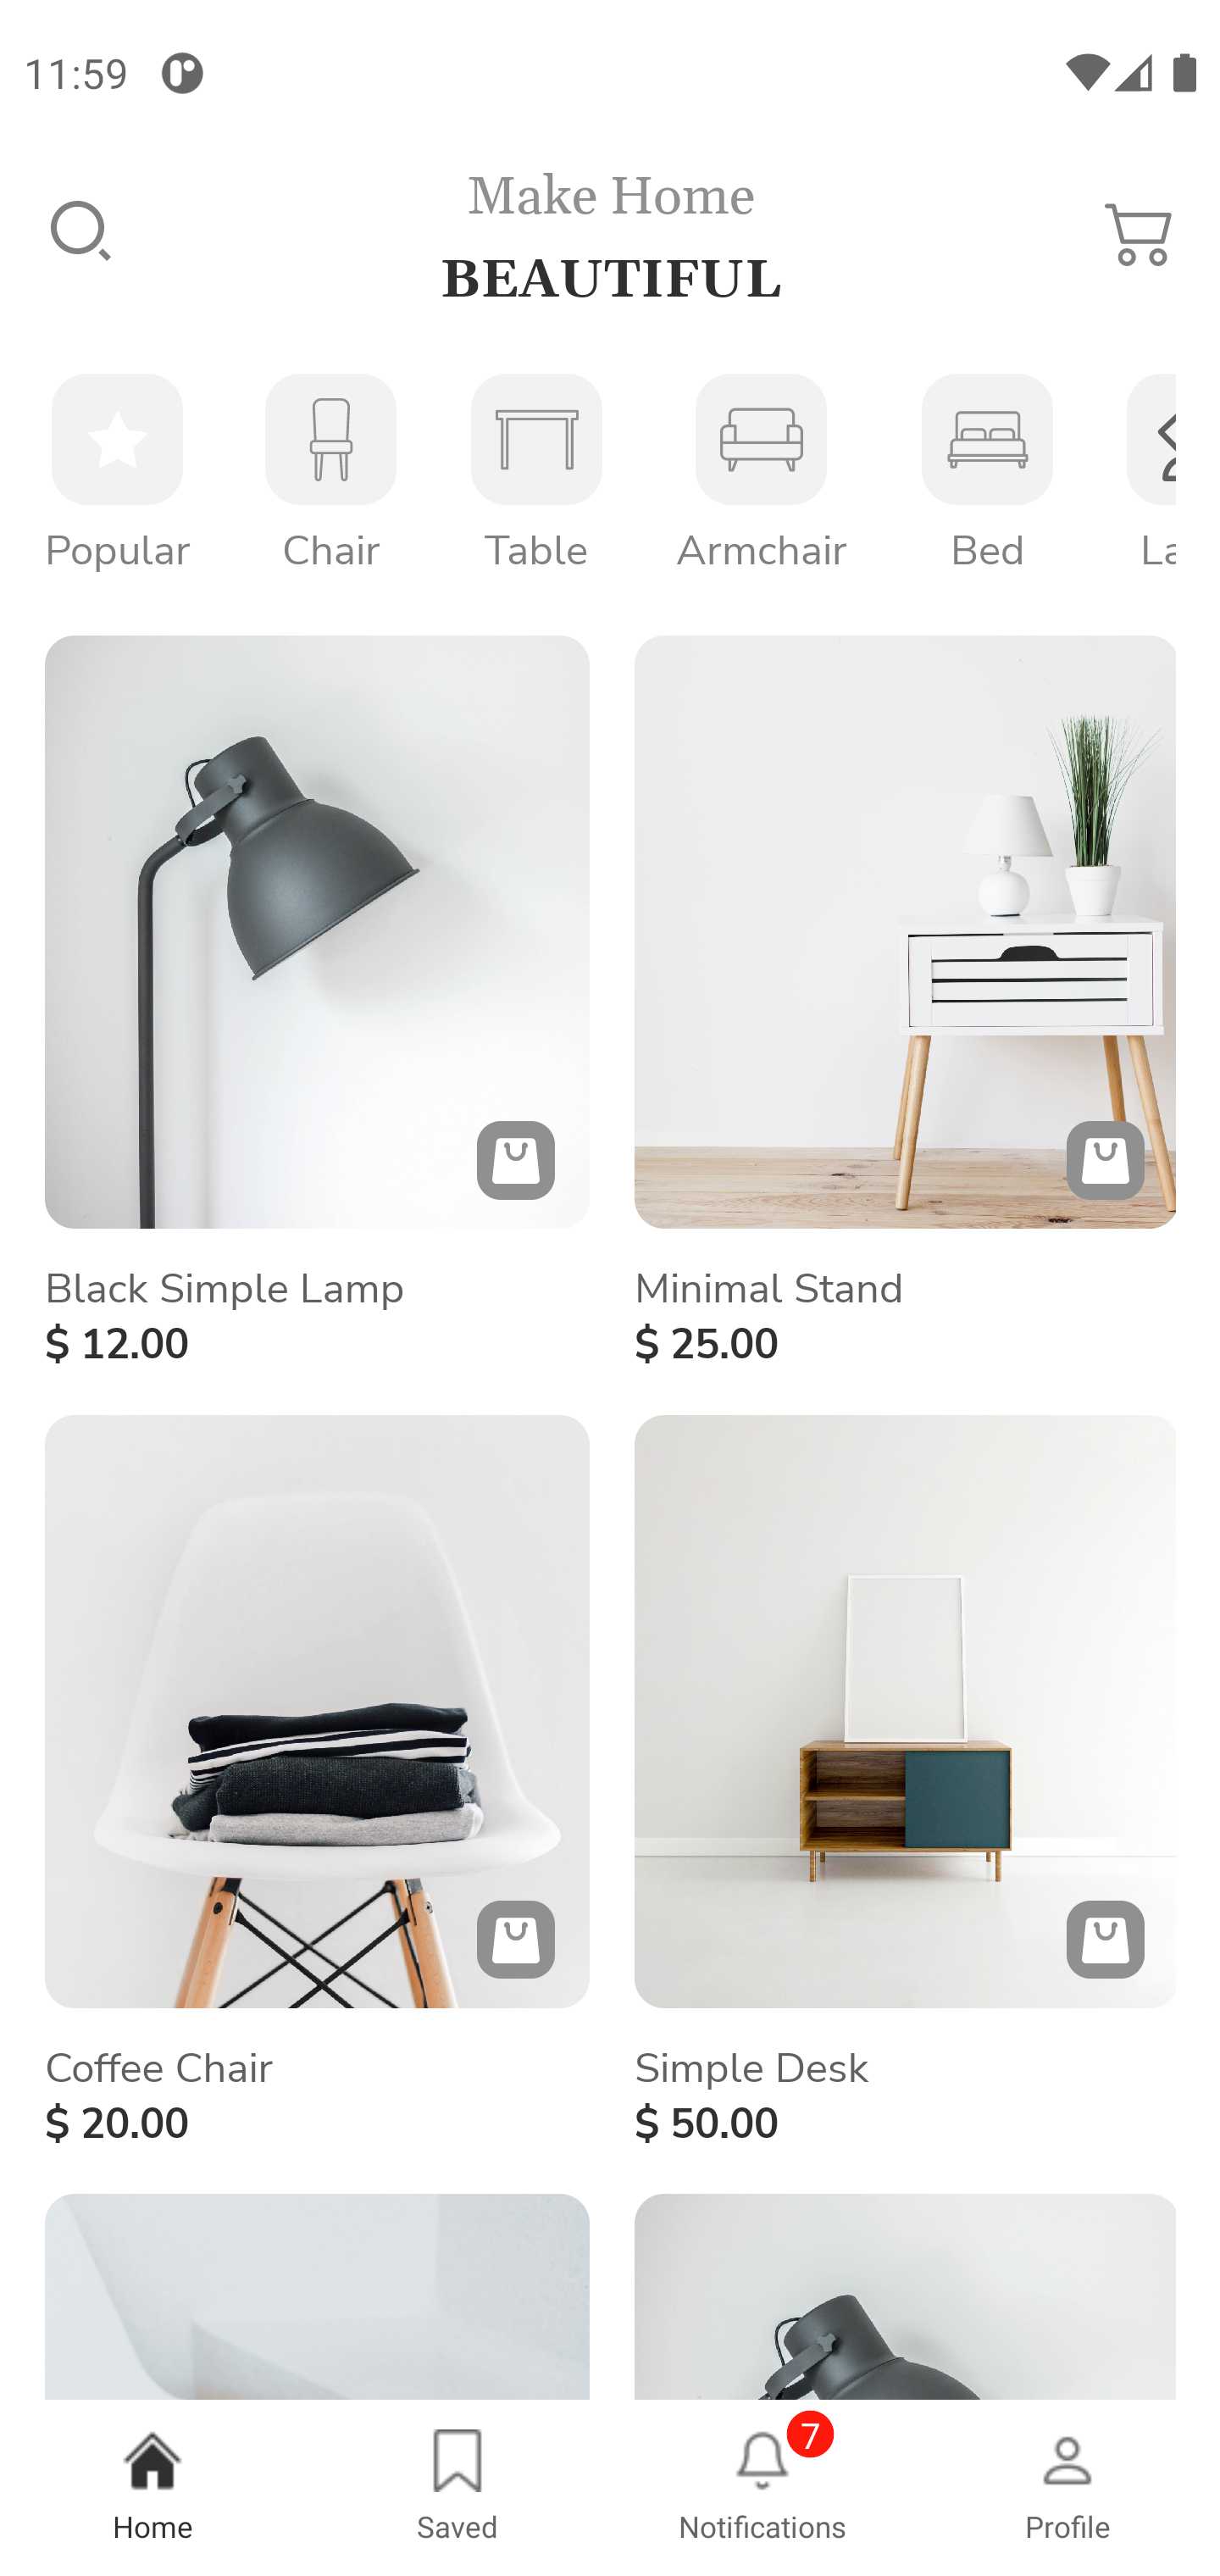 11:59
Make Home
BEAUTIFUL
Popular
Chair
Table
Armchair
Bed
La
Black Simple Lamp
$ 12.00
Minimal Stand
$ 25.00
Coffee Chair
$ 20.00
Simple Desk
$ 50.00
7
Home
Saved
Notifications
Profile